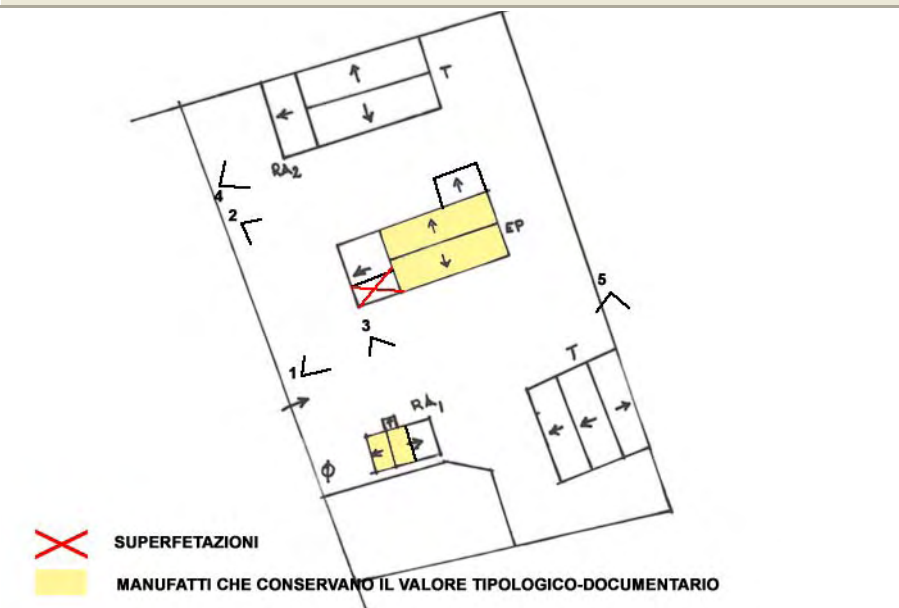 T
RA2
4
2
EP
5
3
T
1
RA1
Φ
SUPERFETAZIONI
MANUFATTI CHE CONSERVANO IL VALORE TIPOLOGICO-DOCUMENTARIO